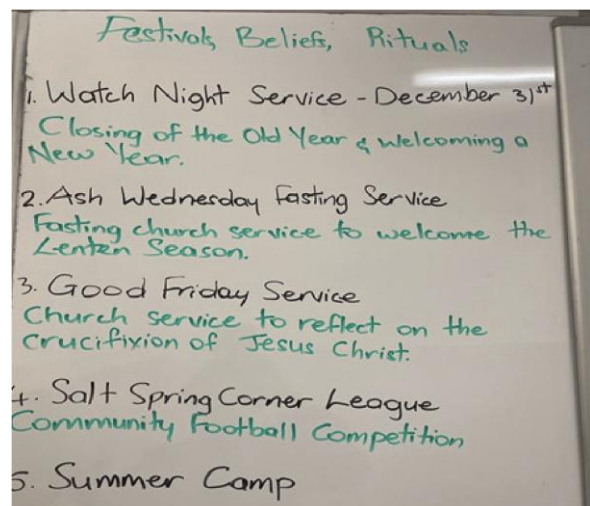 Festivals, Beliefs, Rituals
1. Watch Night Service - December 31st
Closing of the Old Year & Welcoming a
New Year.
2. Ash Wednesday Fasting Service
Fasting church service to welcome the
Lenten Season.
3. Good Friday Service
Church service to reflect on the
crucifixion of Jesus Christ.
4. Salt Spring Corner League
Community Football Competition
5. Summer Camp